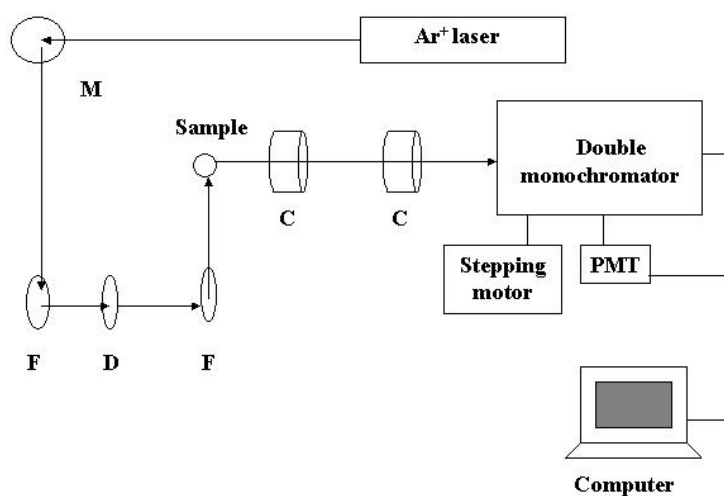 Ar⁺ laser
M
Sample
Double
monochromator
C
C
Stepping
motor
PMT
F
D
F
Computer